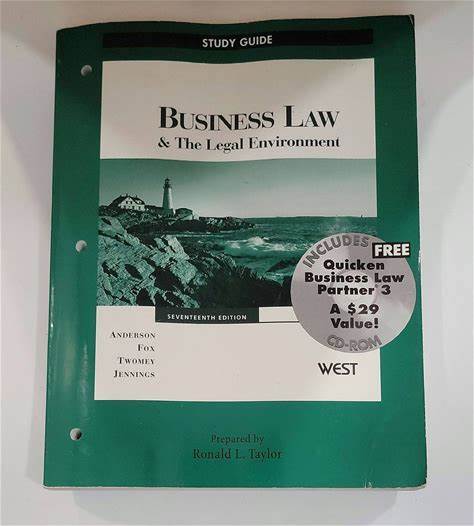 STUDY GUIDE
BUSINESS LAW
& The Legal Environment
INCLUDES FREE
Quicken
Business Law
Partner 3
A $29
Value!
CD-ROM
SEVENTEENTH EDITION
ANDERSON
FOX
TWOMEY
JENNINGS
WEST
Prepared by
Ronald L. Taylor